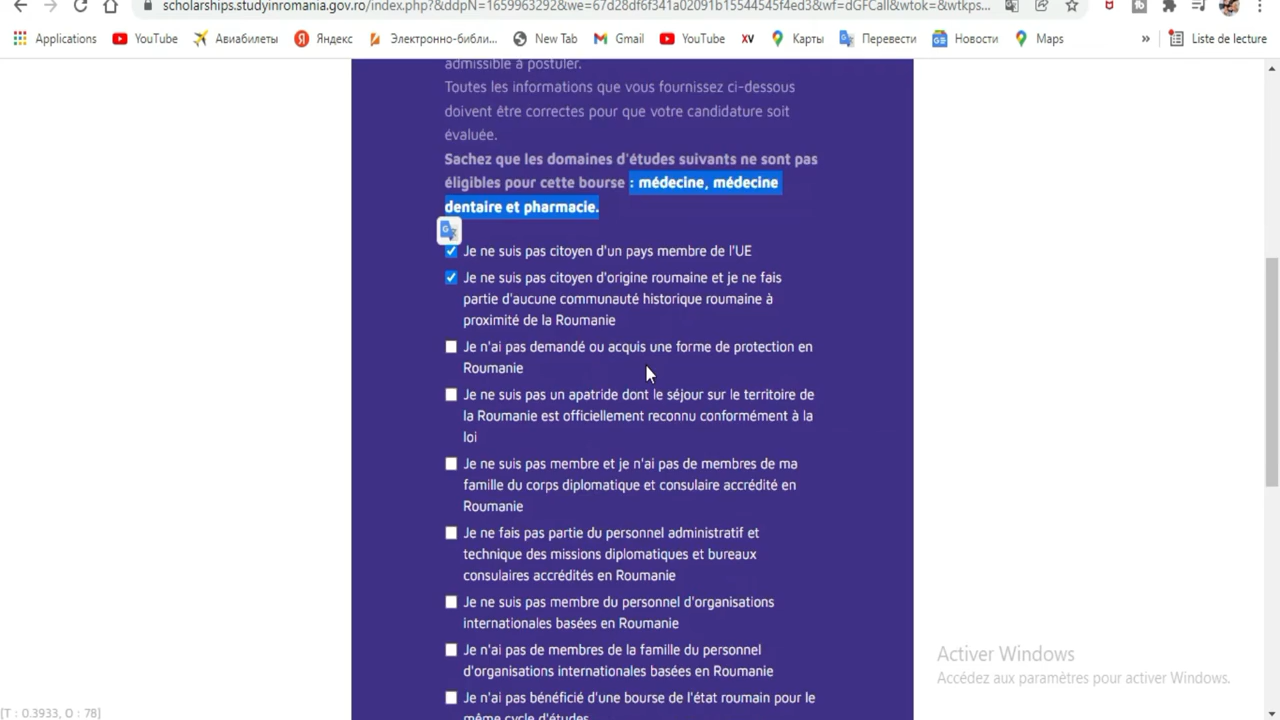 scholarships.studyinromania.gov.ro/index.php?&ddpN=1659963292&we=67d28df6f341a02091b15544545f4ed3&wf=dGFCall&wtok=&wtkps...
Applications YouTube Авиабилеты Яндекс Электронно-библи... New Tab Gmail YouTube XV Карты Перевести Новости Maps » Liste de lecture
admissible à postuler.
Toutes les informations que vous fournissez ci-dessous
doivent être correctes pour que votre candidature soit
évaluée.
Sachez que les domaines d'études suivants ne sont pas
éligibles pour cette bourse : médecine, médecine
dentaire et pharmacie.
Je ne suis pas citoyen d'un pays membre de l'UE
Je ne suis pas citoyen d'origine roumaine et je ne fais
partie d'aucune communauté historique roumaine à
proximité de la Roumanie
Je n'ai pas demandé ou acquis une forme de protection en
Roumanie
Je ne suis pas un apatride dont le séjour sur le territoire de
la Roumanie est officiellement reconnu conformément à la
loi
Je ne suis pas membre et je n'ai pas de membres de ma
famille du corps diplomatique et consulaire accrédité en
Roumanie
Je ne fais pas partie du personnel administratif et
technique des missions diplomatiques et bureaux
consulaires accrédités en Roumanie
Je ne suis pas membre du personnel d'organisations
internationales basées en Roumanie
Je n'ai pas de membres de la famille du personnel
d'organisations internationales basées en Roumanie
Je n'ai pas bénéficié d'une bourse de l'état roumain pour le
même cycle d'études
Activer Windows
Accédez aux paramètres pour activer Windows.
[T : 0.3933, O : 78]